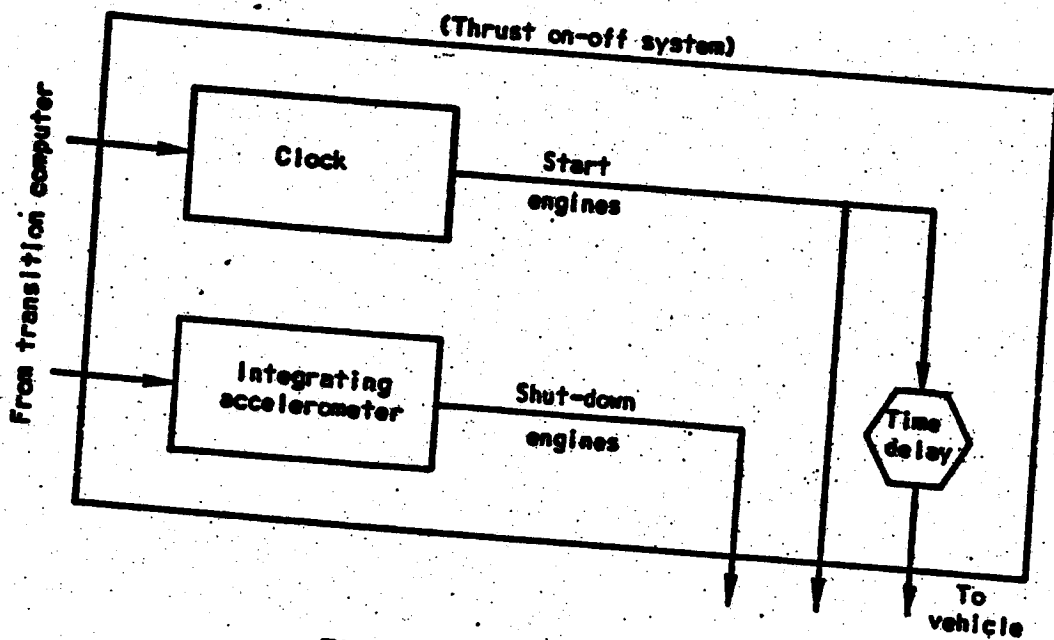 (Thrust on-off system)
From transition computer
Clock
Start
engines
Integrating
accelerometer
Shut-down
engines
Time
delay
To
vehicle